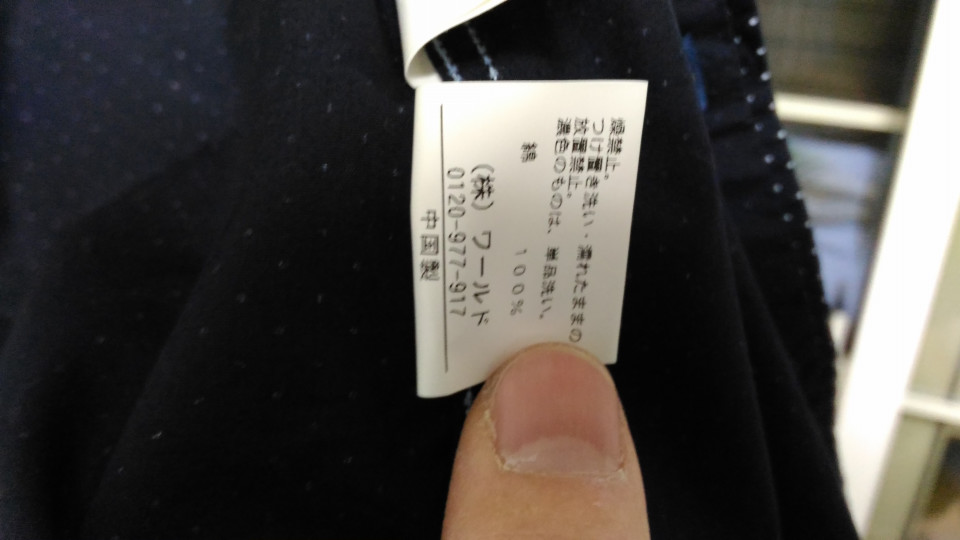 燥禁止。
つけ置き洗い・濡れたままの
放置禁止。
濃色のものは、単品洗い。
綿 100%
(株) ワールド
0120-977-917
中国製